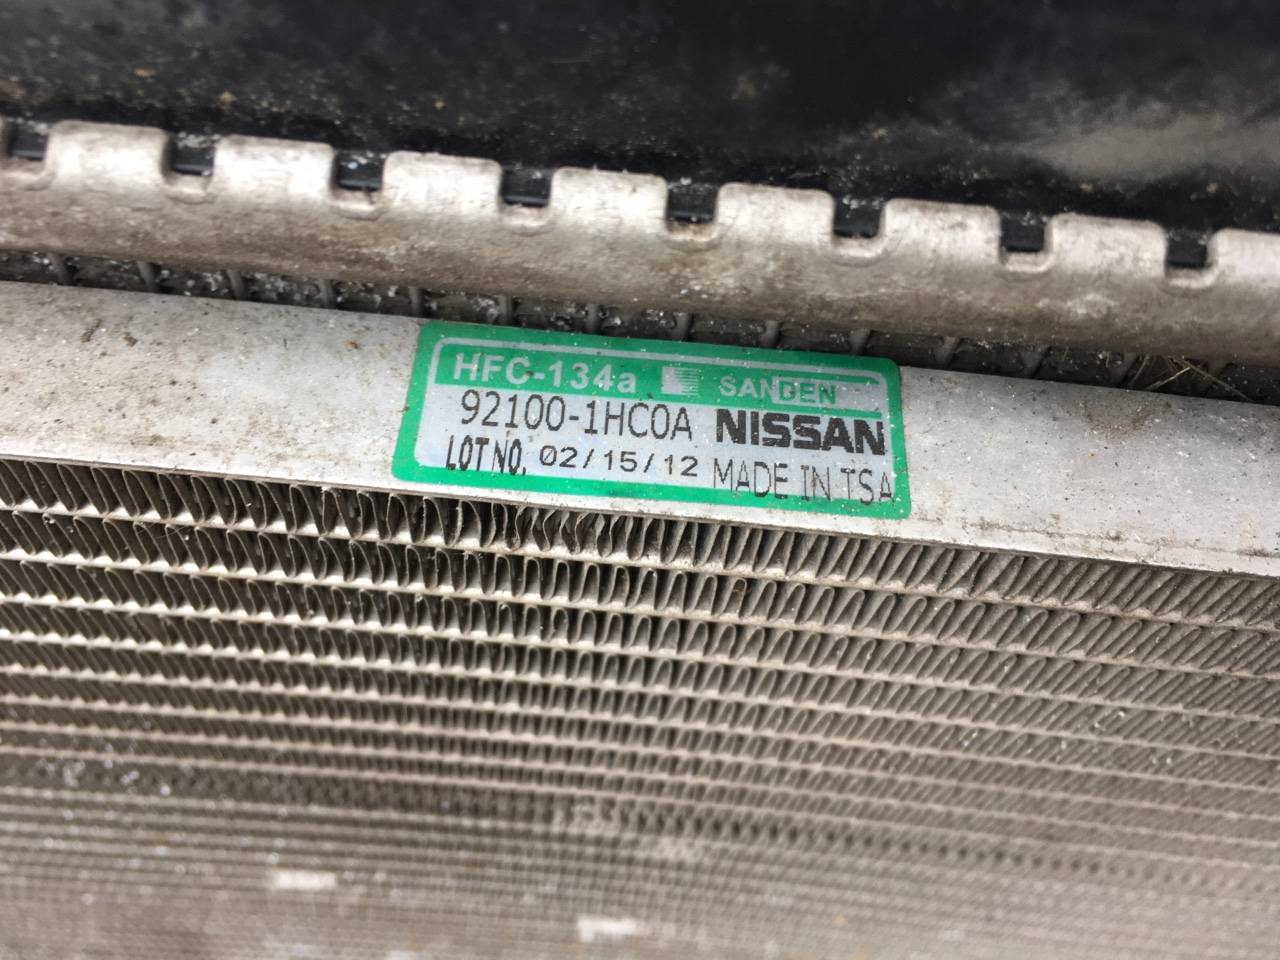 HFC-134a SANDEN
92100-1HC0A NISSAN
LOT NO. 02/15/12 MADE IN TSA